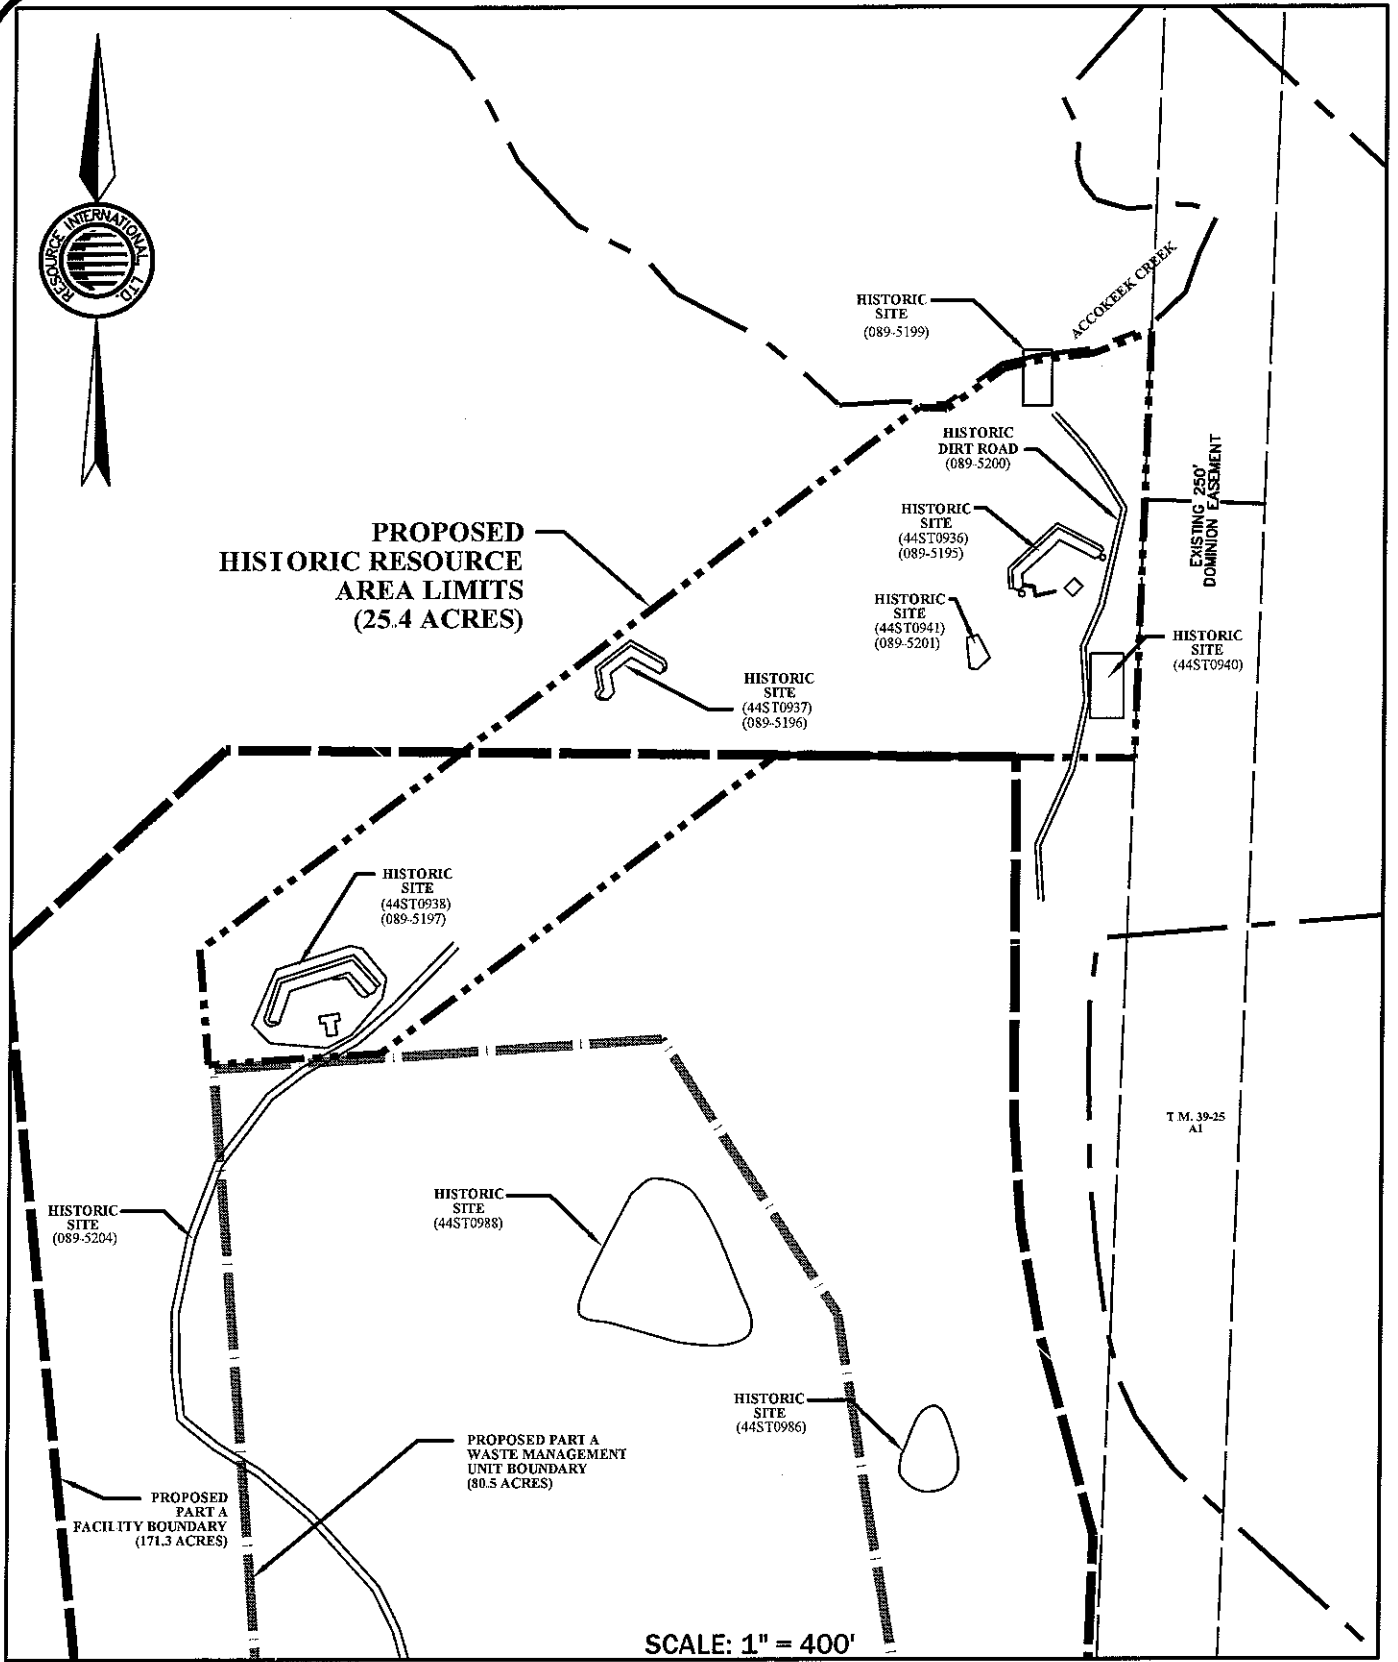 RESOURCE INTERNATIONAL, LTD.
HISTORIC
SITE
(089-5199)
ACCOKEEK CREEK
HISTORIC
DIRT ROAD
(089-5200)
EXISTING 250'
DOMINION EASEMENT
HISTORIC
SITE
(44ST0936)
(089-5195)
PROPOSED
HISTORIC RESOURCE
AREA LIMITS
(25.4 ACRES)
HISTORIC
SITE
(44ST0941)
(089-5201)
HISTORIC
SITE
(44ST0940)
HISTORIC
SITE
(44ST0937)
(089-5196)
HISTORIC
SITE
(44ST0938)
(089-5197)
T.M. 39-25
A1
HISTORIC
SITE
(089-5204)
HISTORIC
SITE
(44ST0988)
HISTORIC
SITE
(44ST0986)
PROPOSED PART A
WASTE MANAGEMENT
UNIT BOUNDARY
(80.5 ACRES)
PROPOSED
PART A
FACILITY BOUNDARY
(171.3 ACRES)
SCALE: 1" = 400'